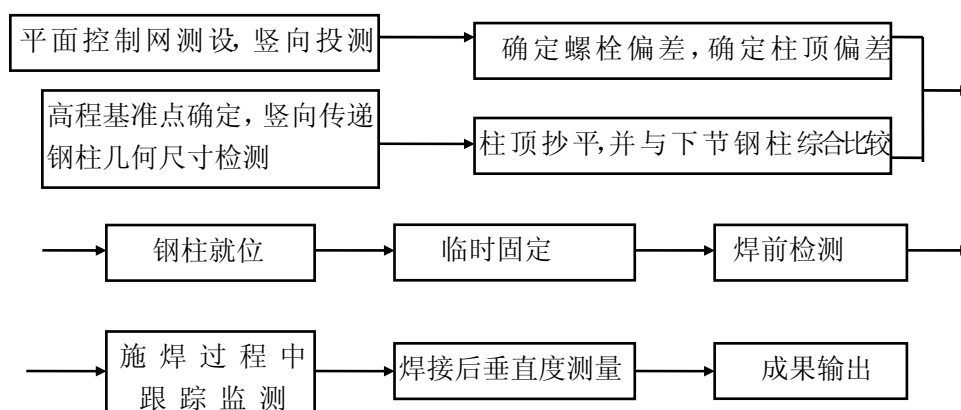 平面控制网测设，竖向投测
确定螺栓偏差，确定柱顶偏差
高程基准点确定，竖向传递
钢柱几何尺寸检测
柱顶抄平，并与下节钢柱综合比较
钢柱就位
临时固定
焊前检测
施焊过程中
跟踪监测
焊接后垂直度测量
成果输出